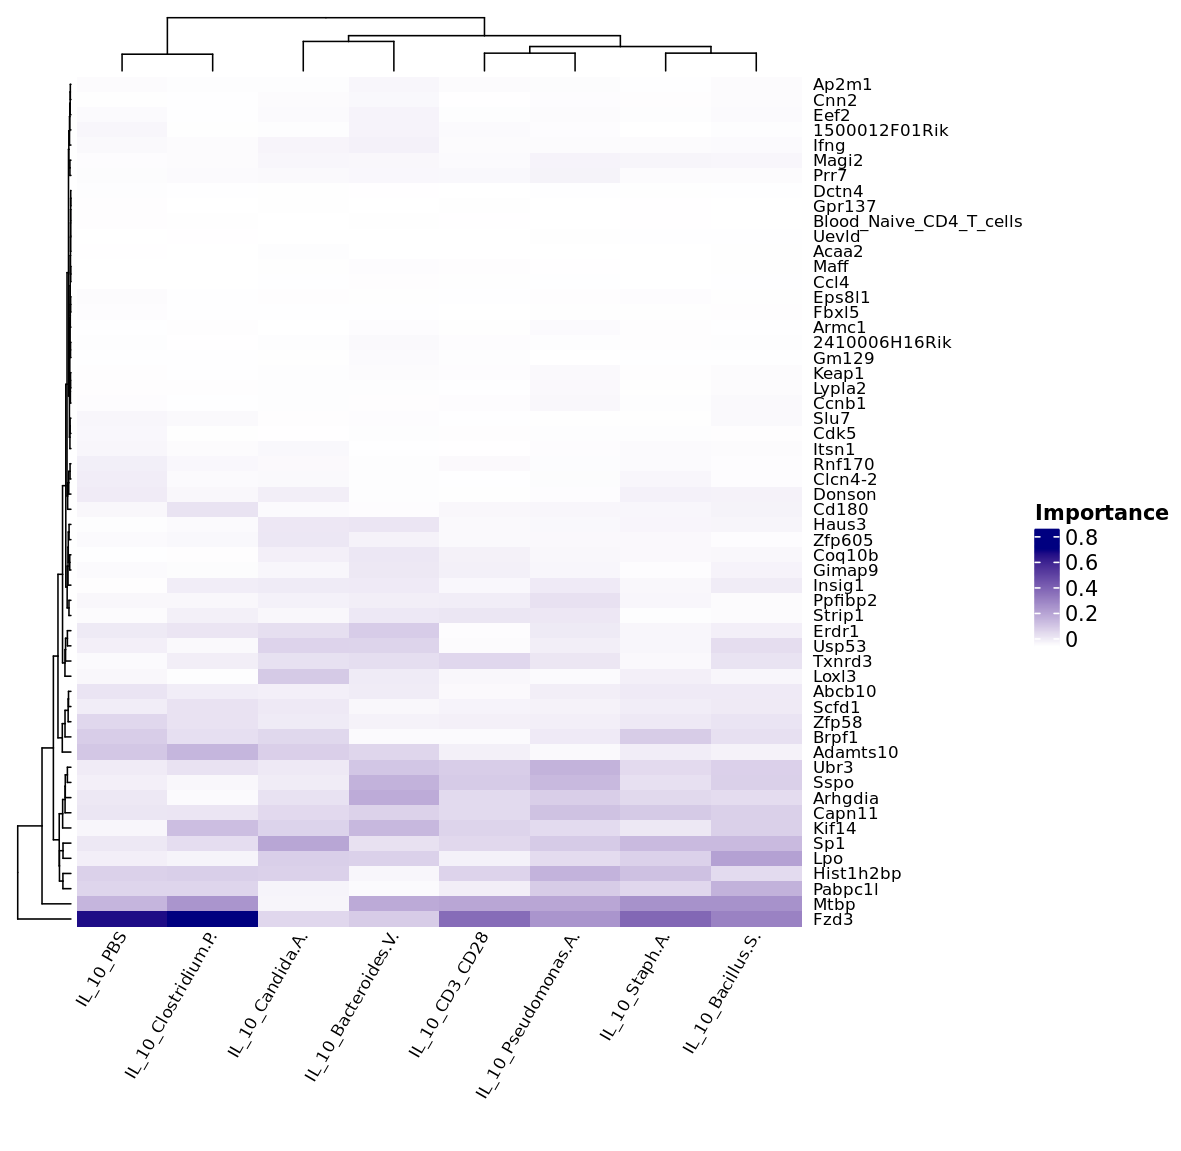 Ap2m1
Cnn2
Eef2
1500012F01Rik
Ifng
Magi2
Prr7
Dctn4
Gpr137
Blood_Naive_CD4_T_cells
Uevld
Acaa2
Maff
Ccl4
Eps8l1
Fbxl5
Armc1
2410006H16Rik
Gm129
Keap1
Lypla2
Ccnb1
Slu7
Cdk5
Itsn1
Rnf170
Clcn4-2
Donson
Cd180
Haus3
Zfp605
Coq10b
Gimap9
Insig1
Ppfibp2
Strip1
Erdr1
Usp53
Txnrd3
Loxl3
Abcb10
Scfd1
Zfp58
Brpf1
Adamts10
Ubr3
Sspo
Arhgdia
Capn11
Kif14
Sp1
Lpo
Hist1h2bp
Pabpc1l
Mtbp
Fzd3
IL_10_PBS
IL_10_Clostridium.P.
IL_10_Candida.A.
IL_10_Bacteroides.V.
IL_10_CD3_CD28
IL_10_Pseudomonas.A.
IL_10_Staph.A.
IL_10_Bacillus.S.
Importance
0.8
0.6
0.4
0.2
0